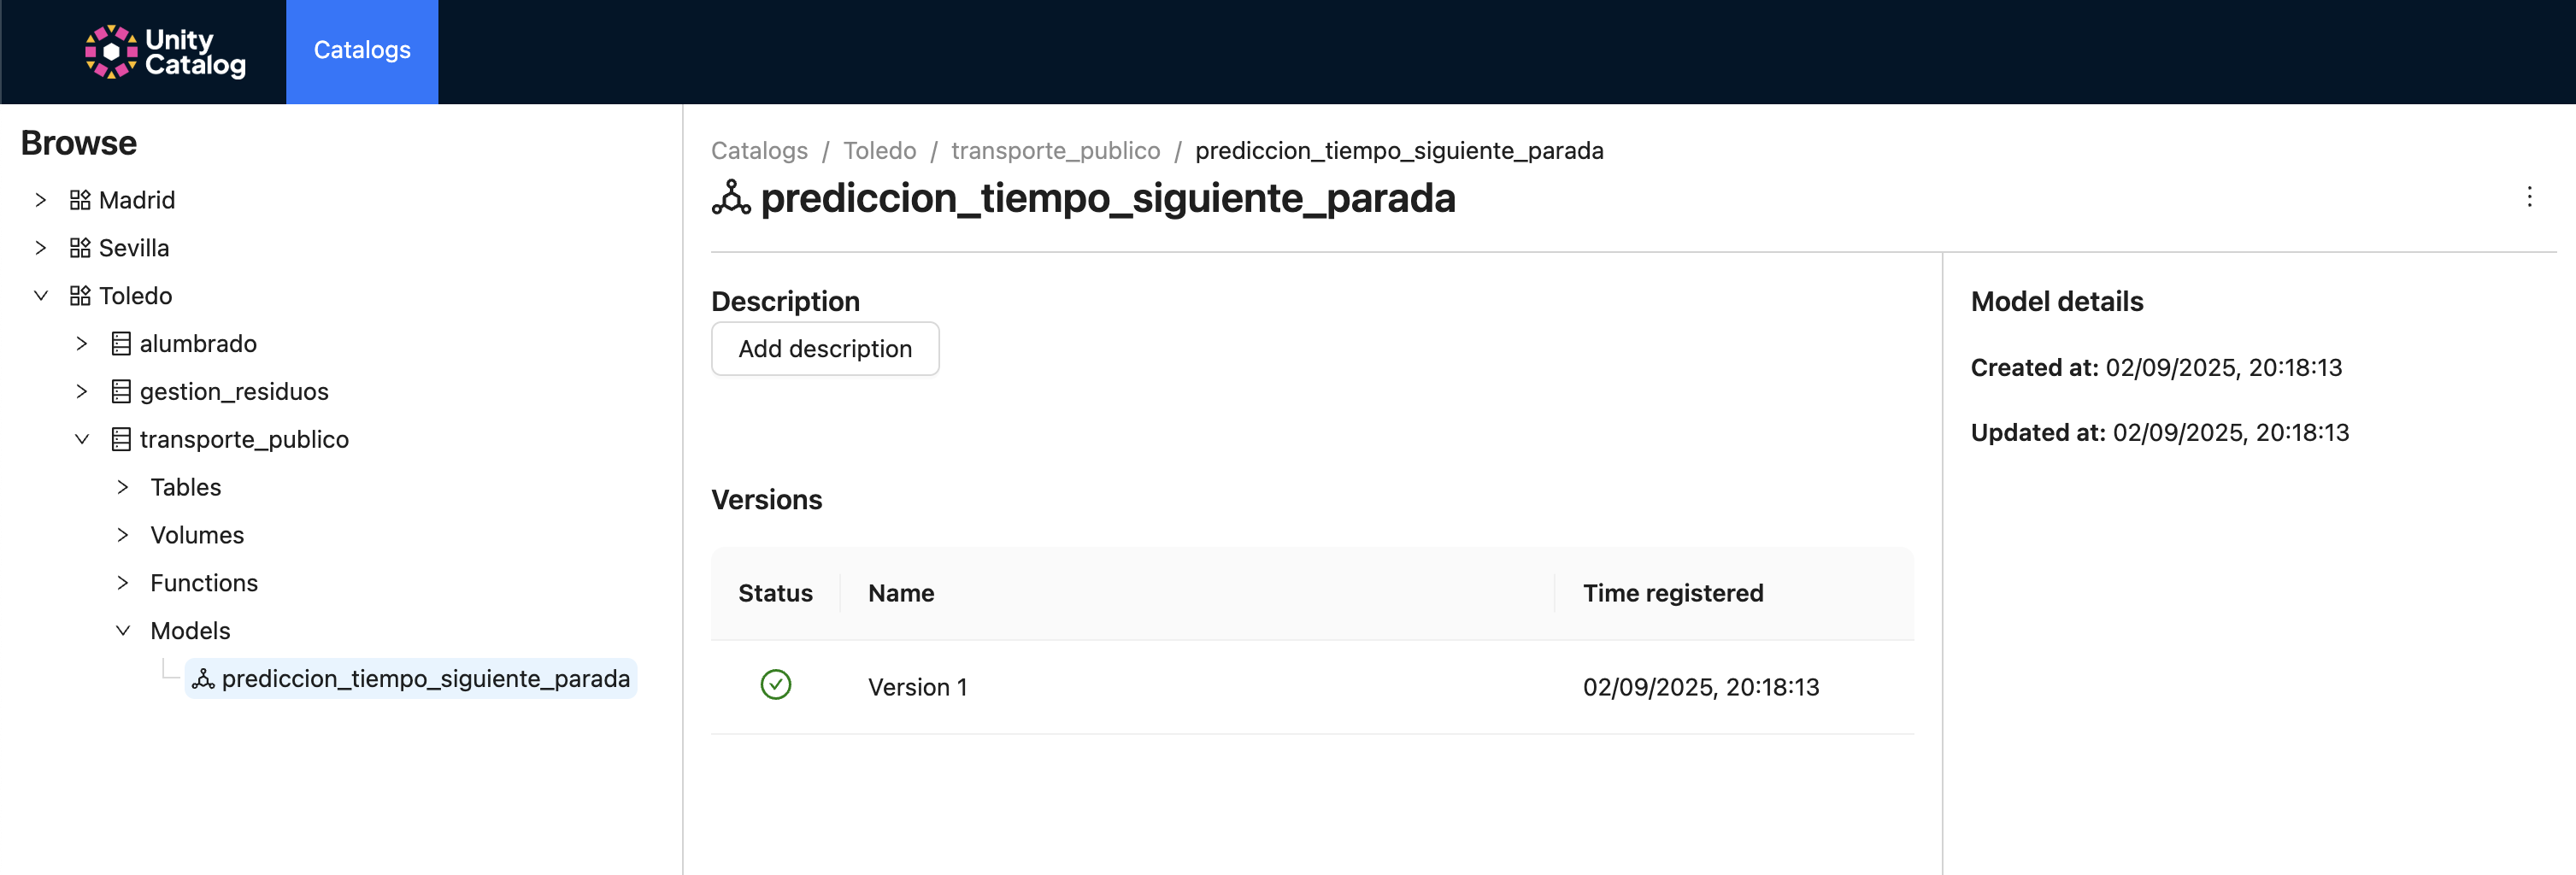 Unity
Catalog
Catalogs
Browse
Madrid
Sevilla
Toledo
alumbrado
gestion_residuos
transporte_publico
Tables
Volumes
Functions
Models
prediccion_tiempo_siguiente_parada
Catalogs / Toledo / transporte_publico / prediccion_tiempo_siguiente_parada
prediccion_tiempo_siguiente_parada
Description
Add description
Versions
Status Name Time registered
Version 1 02/09/2025, 20:18:13
Model details
Created at: 02/09/2025, 20:18:13
Updated at: 02/09/2025, 20:18:13